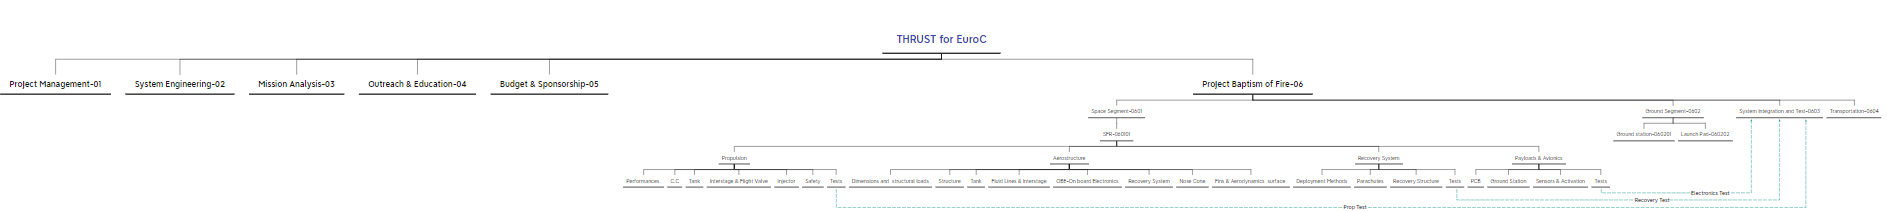 THRUST for EuroC
Project Management-01
System Engineering-02
Mission Analysis-03
Outreach & Education-04
Budget & Sponsorship-05
Project Baptism of Fire-06
Space Segment-0601
Ground Segment-0602
System Integration and Test-0603
Transportation-0604
SFR-060101
Ground station-060201
Launch Pad-060202
Propulsion
Aerostructure
Recovery System
Payloads & Avionics
Performances
C.C
Tank
Interstage & Flight Valve
Injector
Safety
Tests
Dimensions and structural loads
Structure
Tank
Fluid Lines & Interstage
OBE-On board Electronics
Recovery System
Nose Cone
Fins & Aerodynamics surface
Deployment Methods
Parachutes
Recovery Structure
Tests
PCB
Ground Station
Sensors & Activation
Tests
Electronics Test
Recovery Test
Prop Test